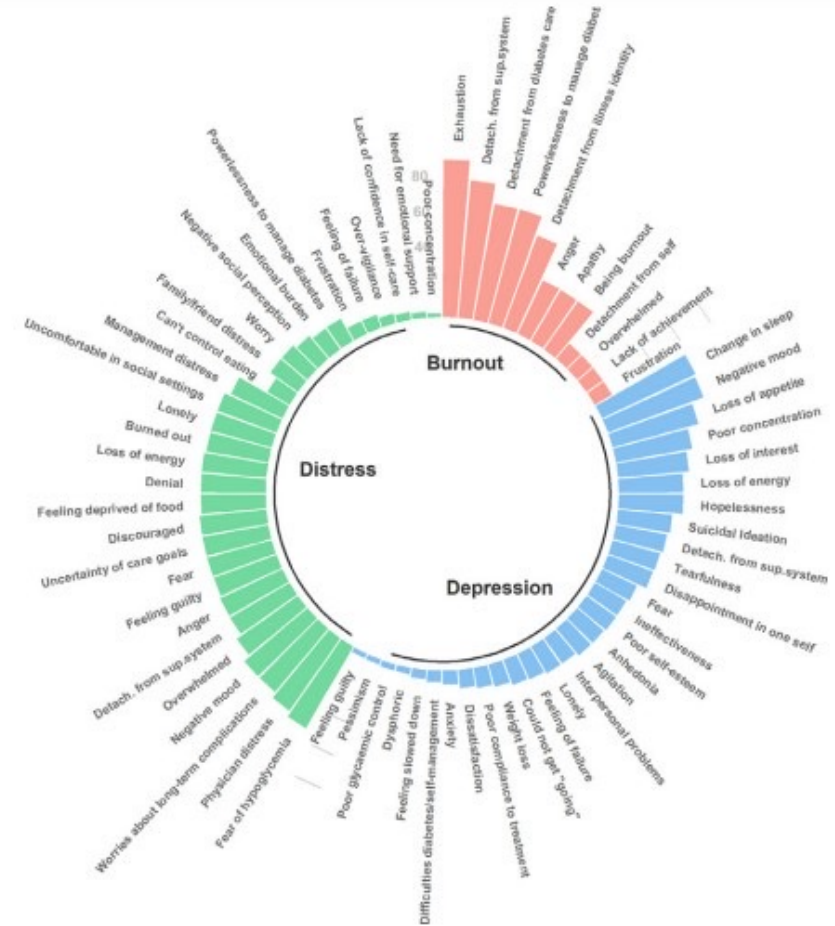 Exhaustion
Detach. from sup.system
Detachment from diabetes care
Powerlessness to manage diabet
Detachment from illness identity
Anger
Apathy
Being burnout
Detachment from self
Overwhelmed
Lack of achievement
Frustration
Change in sleep
Negative mood
Loss of appetite
Poor concentration
Loss of interest
Loss of energy
Hopelessness
Suicidal Ideation
Detach. from sup.system
Tearfulness
Disappointment in one self
Fear
Ineffectiveness
Poor self-esteem
Anhedonia
Agitation
Interpersonal problems
Lonely
Feeling of failure
Could not get "going"
Weight loss
Poor compliance to treatment
Dissatisfaction
Anxiety
Difficulties diabetes/self-management
Feeling slowed down
Dysphoric
Poor glycaemic control
Pessimism
Feeling guilty
Fear of hypoglycemia
Physician distress
Worries about long-term complications
Negative mood
Overwhelmed
Detach. from sup.system
Anger
Feeling guilty
Fear
Uncertainty of care goals
Discouraged
Feeling deprived of food
Denial
Loss of energy
Burned out
Lonely
Uncomfortable in social settings
Management distress
Can't control eating
Family/friend distress
Worry
Negative social perception
Emotional burden
Powerlessness to manage diabetes
Frustration
Feeling of failure
Over-vigilance
Lack of confidence in self-care
Need for emotional support
Poor concentration
80
Burnout
Distress
Depression